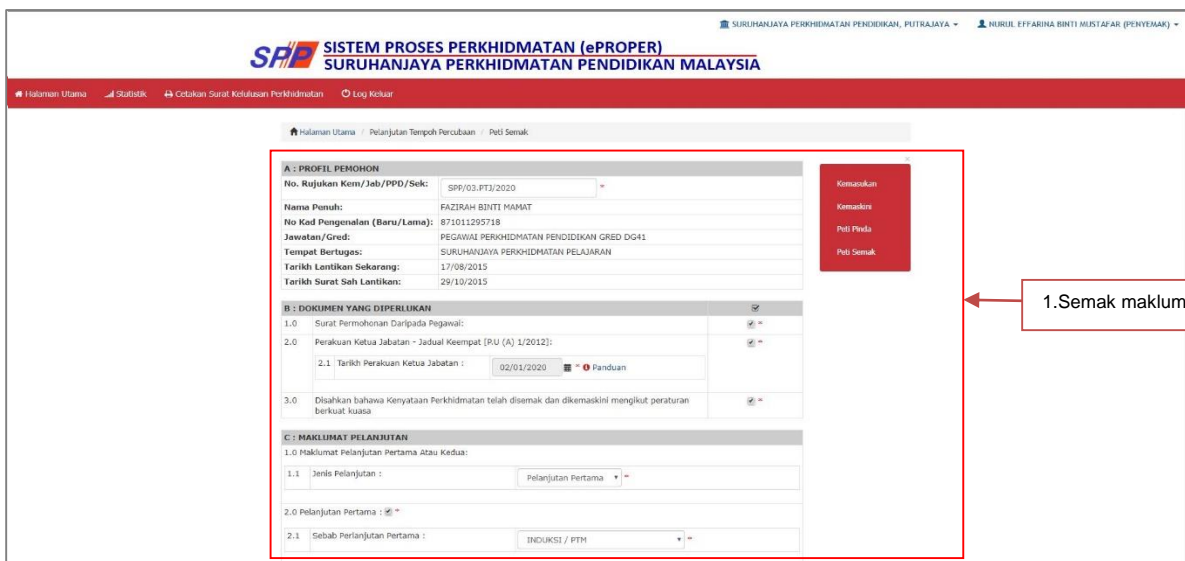 SURUHANJAYA PERKHIDMATAN PENDIDIKAN, PUTRAJAYA
NURUL EFFARINA BINTI MUSTAFAR (PENYEMAK)
SPP
SISTEM PROSES PERKHIDMATAN (ePROPER)
SURUHANJAYA PERKHIDMATAN PENDIDIKAN MALAYSIA
Halaman Utama Statistik Cetakan Surat Kelulusan Perkhidmatan Log Keluar
Halaman Utama / Pelanjutan Tempoh Percubaan / Peti Semak
×
A : PROFIL PEMOHON
No. Rujukan Kem/Jab/PPD/Sek: SPP/03.PTJ/2020 *
Nama Penuh: FAZIRAH BINTI MAMAT
No Kad Pengenalan (Baru/Lama): 871011295718
Jawatan/Gred: PEGAWAI PERKHIDMATAN PENDIDIKAN GRED DG41
Tempat Bertugas: SURUHANJAYA PERKHIDMATAN PELAJARAN
Tarikh Lantikan Sekarang: 17/08/2015
Tarikh Surat Sah Lantikan: 29/10/2015
Kemasukan
Kemaskini
Peti Pinda
Peti Semak
1.Semak maklum
B : DOKUMEN YANG DIPERLUKAN
1.0 Surat Permohonan Daripada Pegawai: *
2.0 Perakuan Ketua Jabatan - Jadual Keempat [P.U (A) 1/2012]: *
2.1 Tarikh Perakuan Ketua Jabatan : 02/01/2020 * Panduan
3.0 Disahkan bahawa Kenyataan Perkhidmatan telah disemak dan dikemaskini mengikut peraturan *
berkuat kuasa
C : MAKLUMAT PELANJUTAN
1.0 Maklumat Pelanjutan Pertama Atau Kedua:
1.1 Jenis Pelanjutan : Pelanjutan Pertama *
2.0 Pelanjutan Pertama : *
2.1 Sebab Perlanjutan Pertama : INDUKSI / PTM *